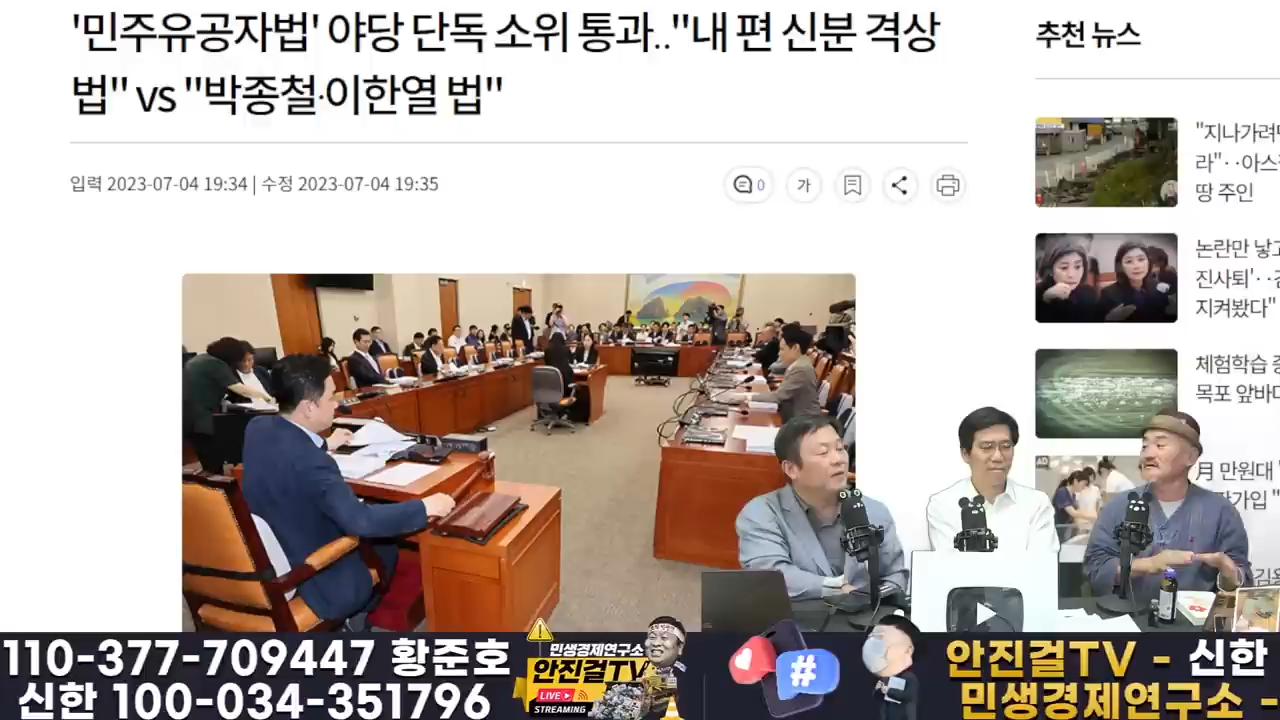 '민주유공자법' 야당 단독 소위 통과.."내 편 신분 격상
법" vs "박종철·이한열 법"
입력 2023-07-04 19:34 | 수정 2023-07-04 19:35
0
가
추천 뉴스
"지나가려면
라"‥아스
땅 주인
논란만 낳고
진사퇴'‥
지켜봤다"
체험학습 중
목포 앞바다
AD
月 만원대
가입 "
110-377-709447 황준호
신한 100-034-351796
민생경제연구소
안진걸TV
LIVE
STREAMING
#
안진걸TV - 신한
민생경제연구소 -